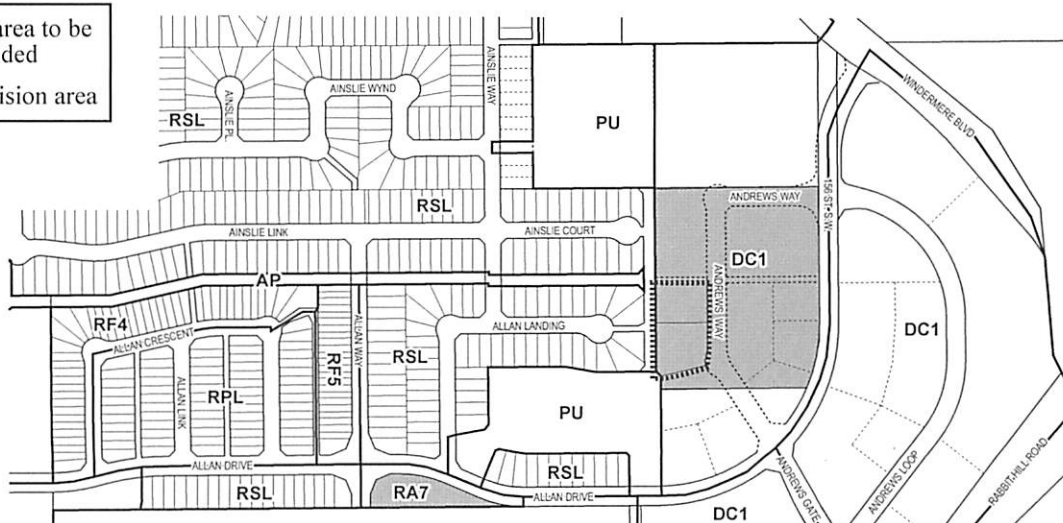 area to be
ded
ision area
AINSLIE WAY
AINSLIE WYND
AINSLIE PL
RSL
PU
WINDERMERE BLVD
156 ST S.W.
ANDREWS WAY
RSL
AINSLIE LINK
AINSLIE COURT
DC1
ANDREWS WAY
AP
RF4
ALLAN CRESCENT
RF5
ALLAN WAY
RSL
ALLAN LANDING
DC1
ALLAN LINK
RPL
PU
ALLAN DRIVE
RSL
RSL
RA7
ALLAN DRIVE
ANDREWS GATE
ANDREWS LOOP
RABBIT HILL ROAD
DC1